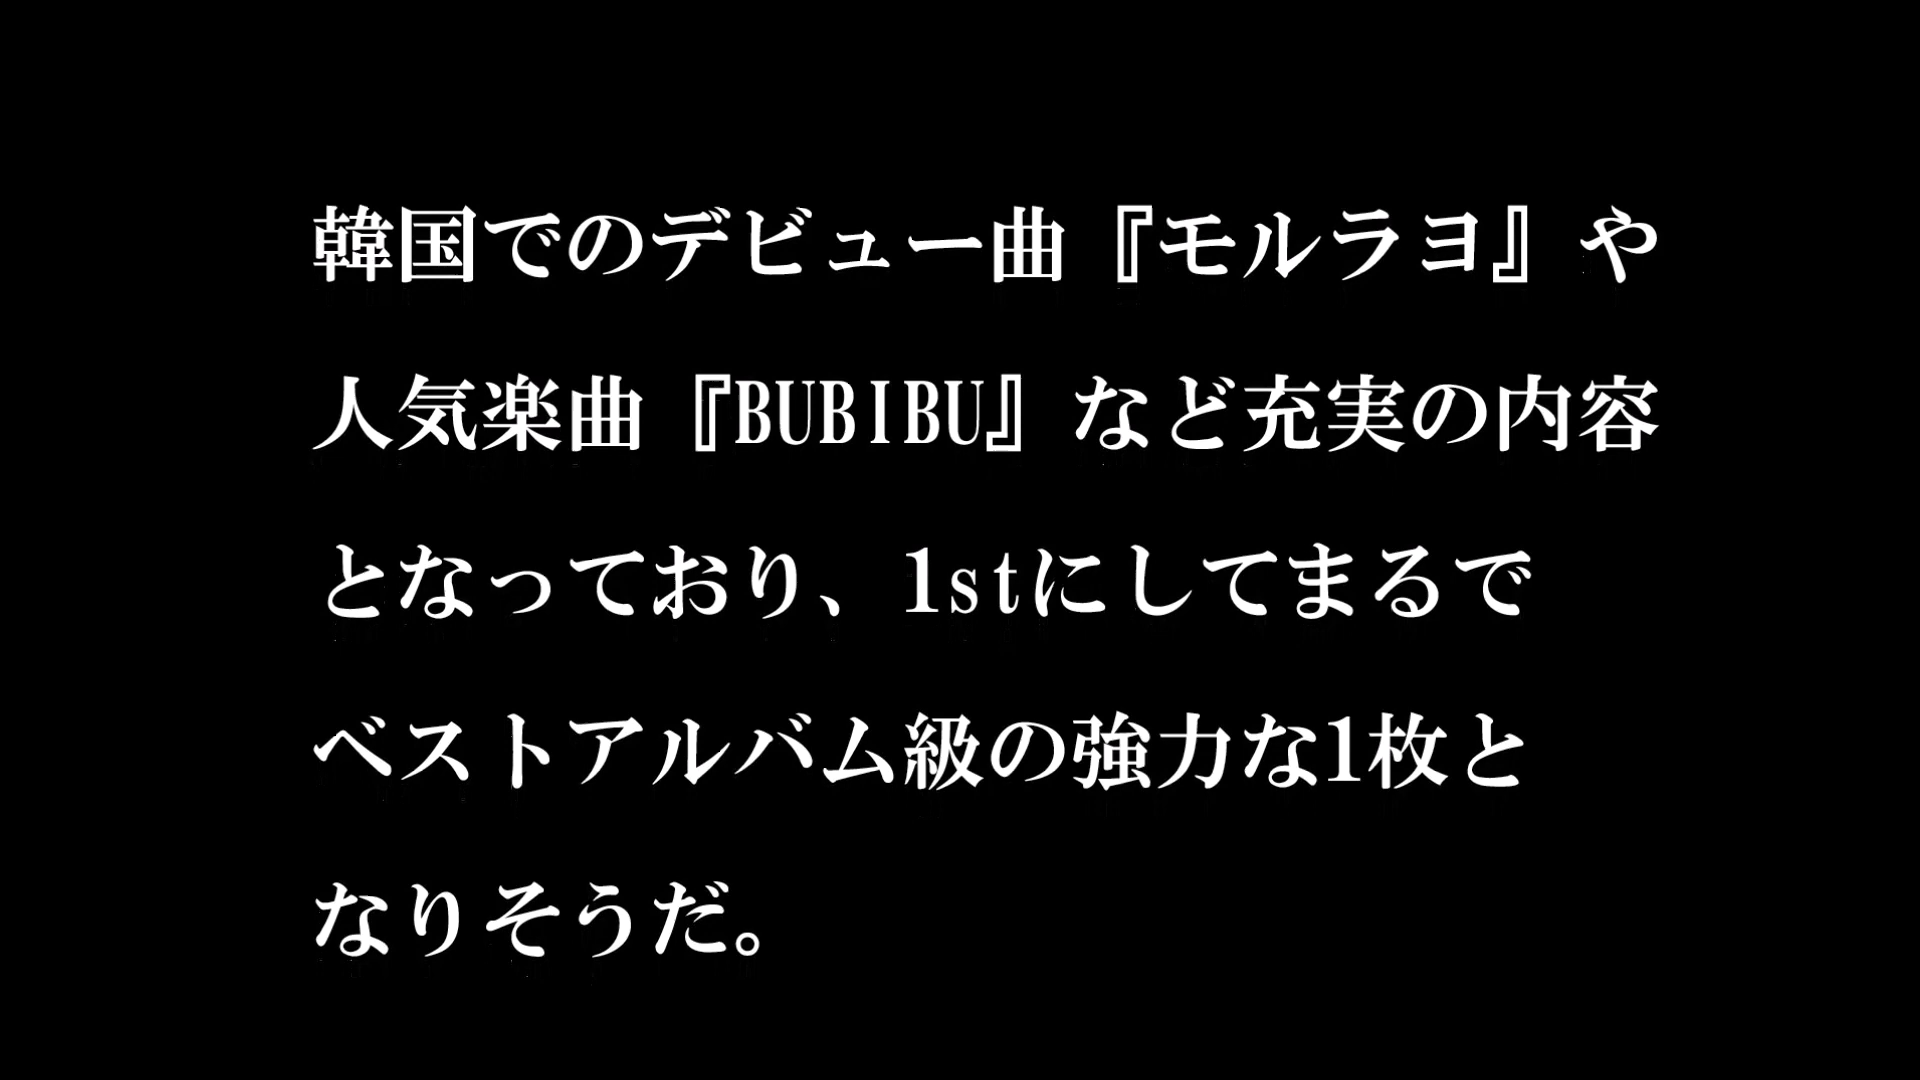 韓国でのデビュー曲『モルラヨ』や
人気楽曲『BUBIBU』など充実の内容
となっており、1stにしてまるで
ベストアルバム級の強力な1枚と
なりそうだ。